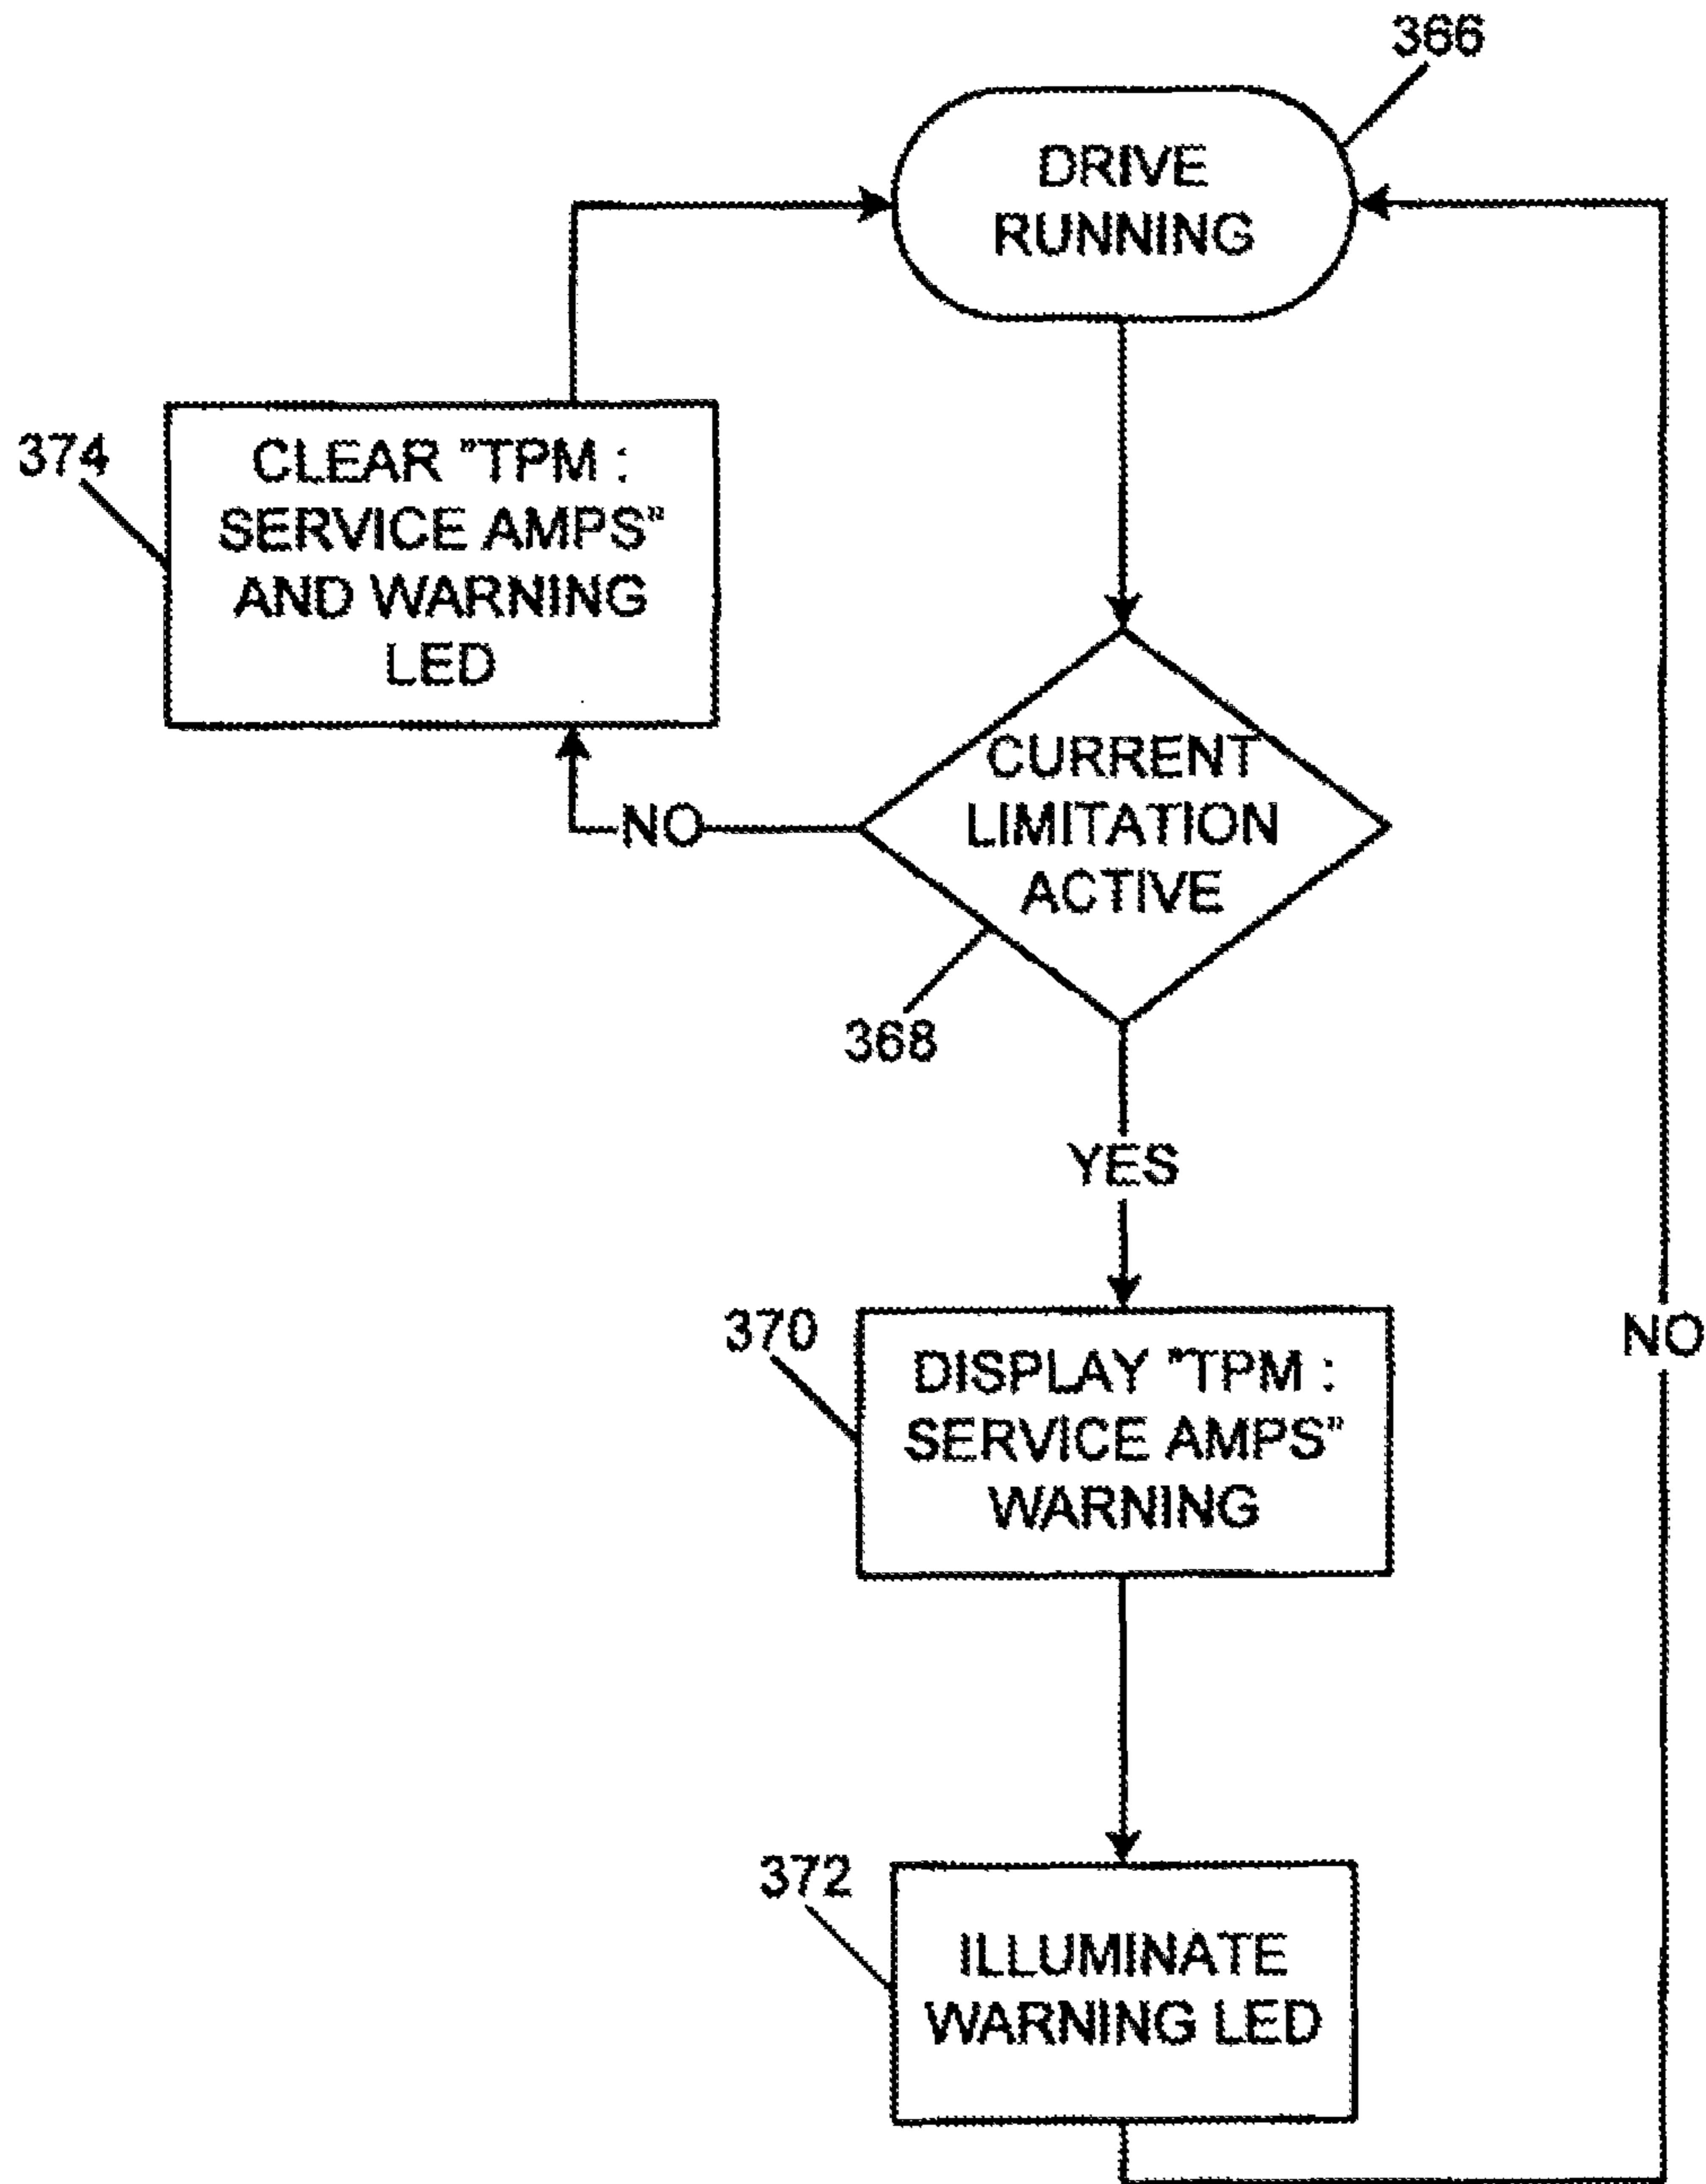 366
DRIVE
RUNNING
374
CLEAR "TPM :
SERVICE AMPS"
AND WARNING
LED
CURRENT
LIMITATION
ACTIVE
NO
368
YES
370
DISPLAY "TPM :
SERVICE AMPS"
WARNING
NO
372
ILLUMINATE
WARNING LED